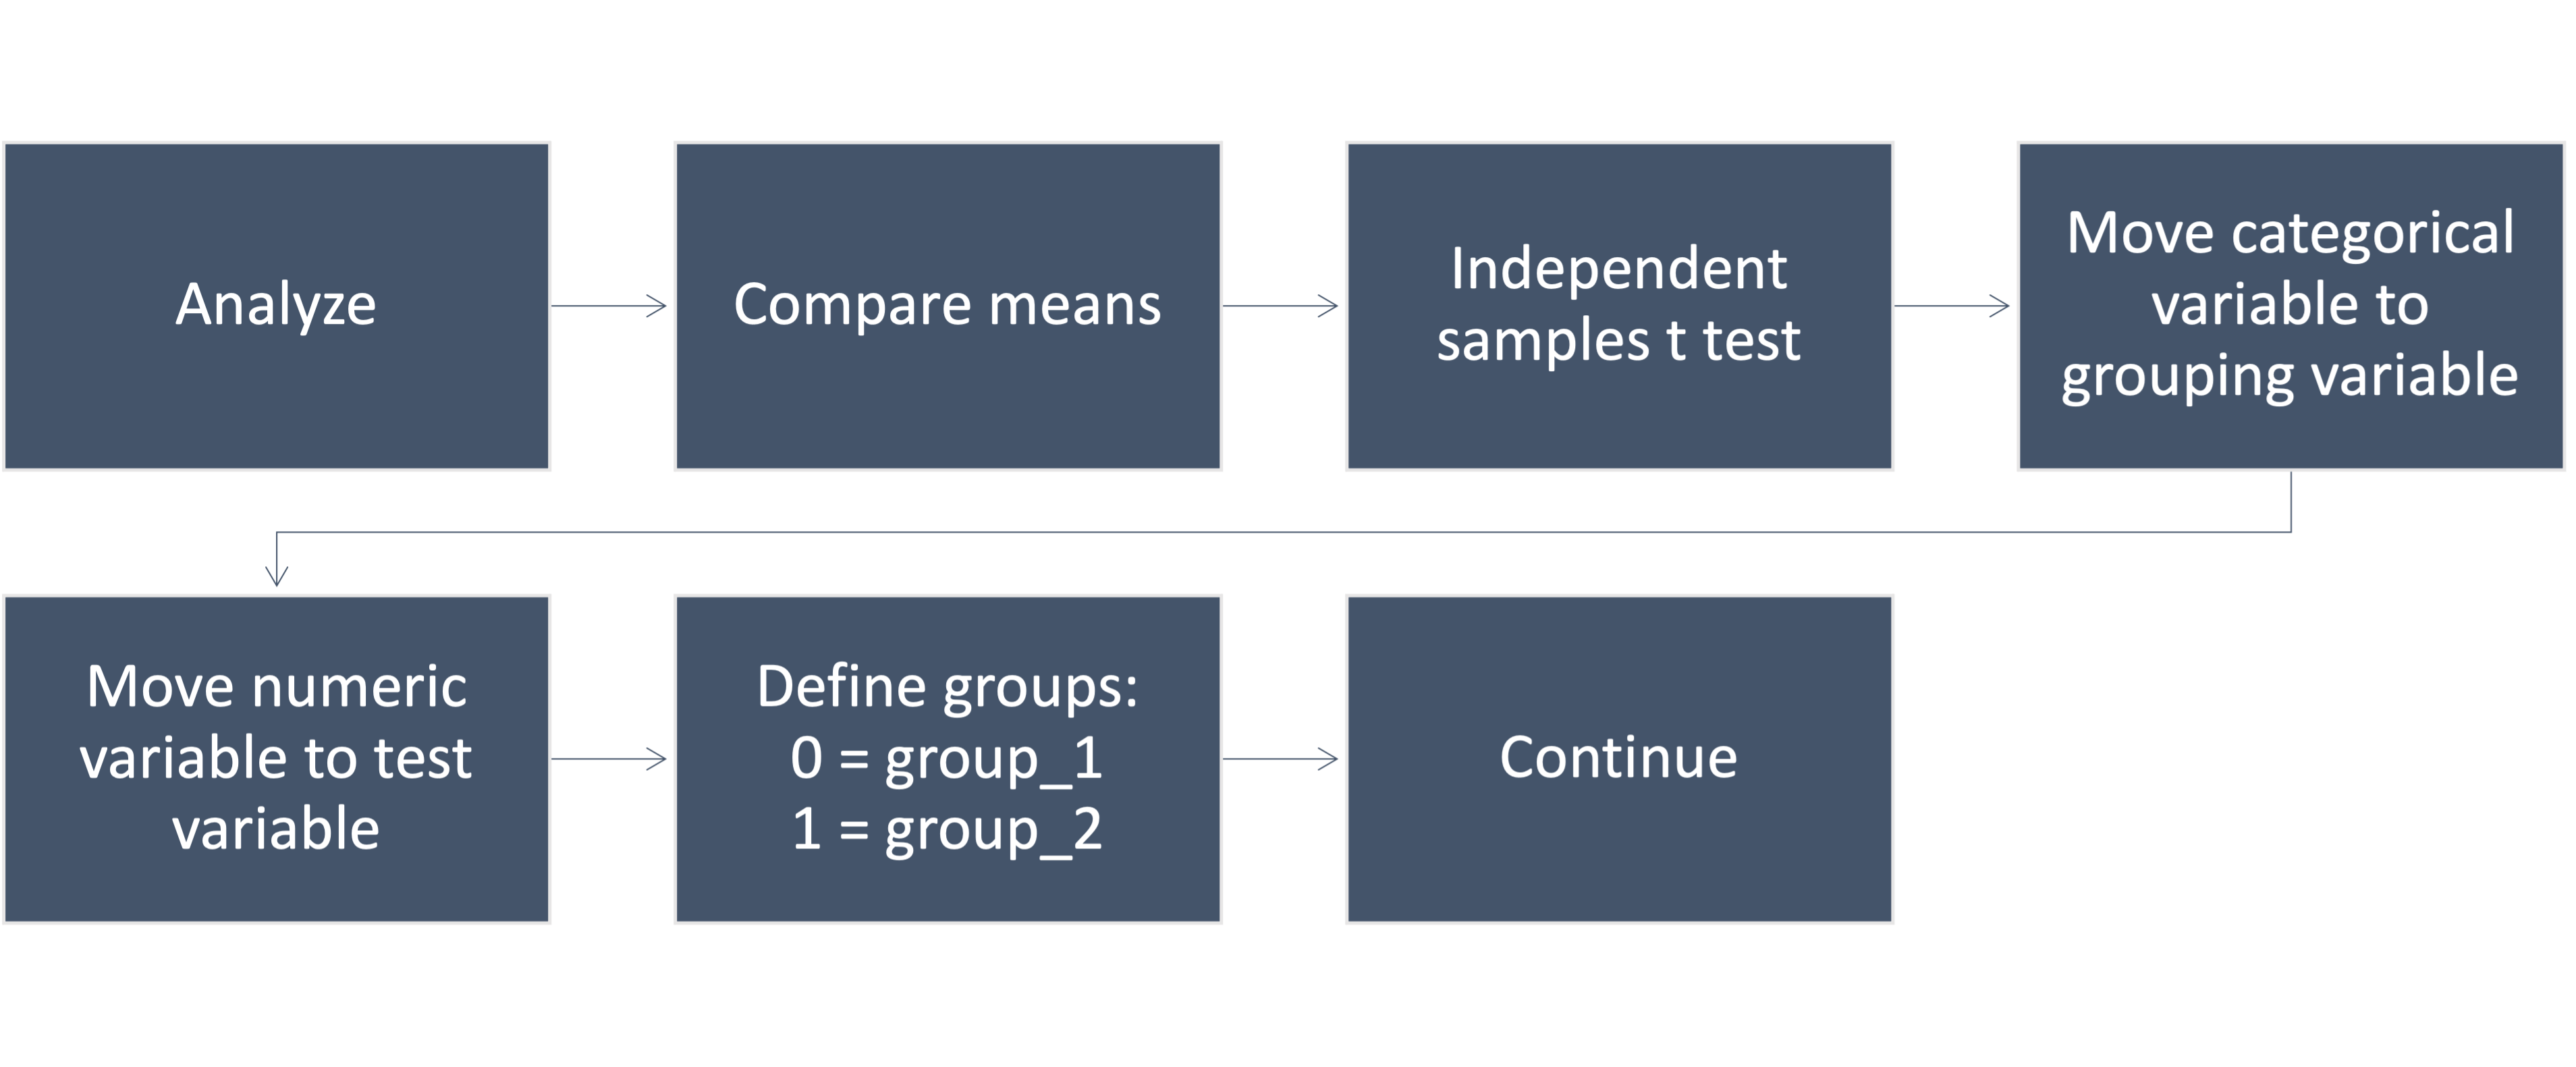 Analyze
Compare means
Independent
samples t test
Move categorical
variable to
grouping variable
Move numeric
variable to test
variable
Define groups:
0 = group_1
1 = group_2
Continue